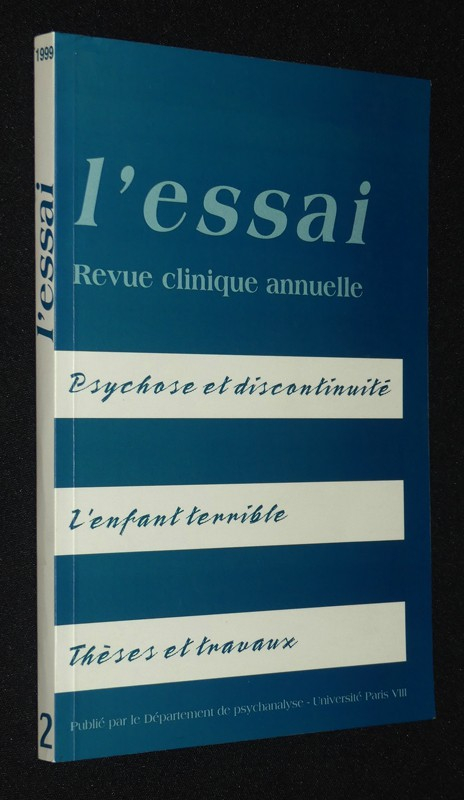 1999
l'essai
2
l'essai
Revue clinique annuelle
Psychose et discontinuité
L'enfant terrible
Thèses et travaux
Publié par le Département de psychanalyse - Université Paris VIII